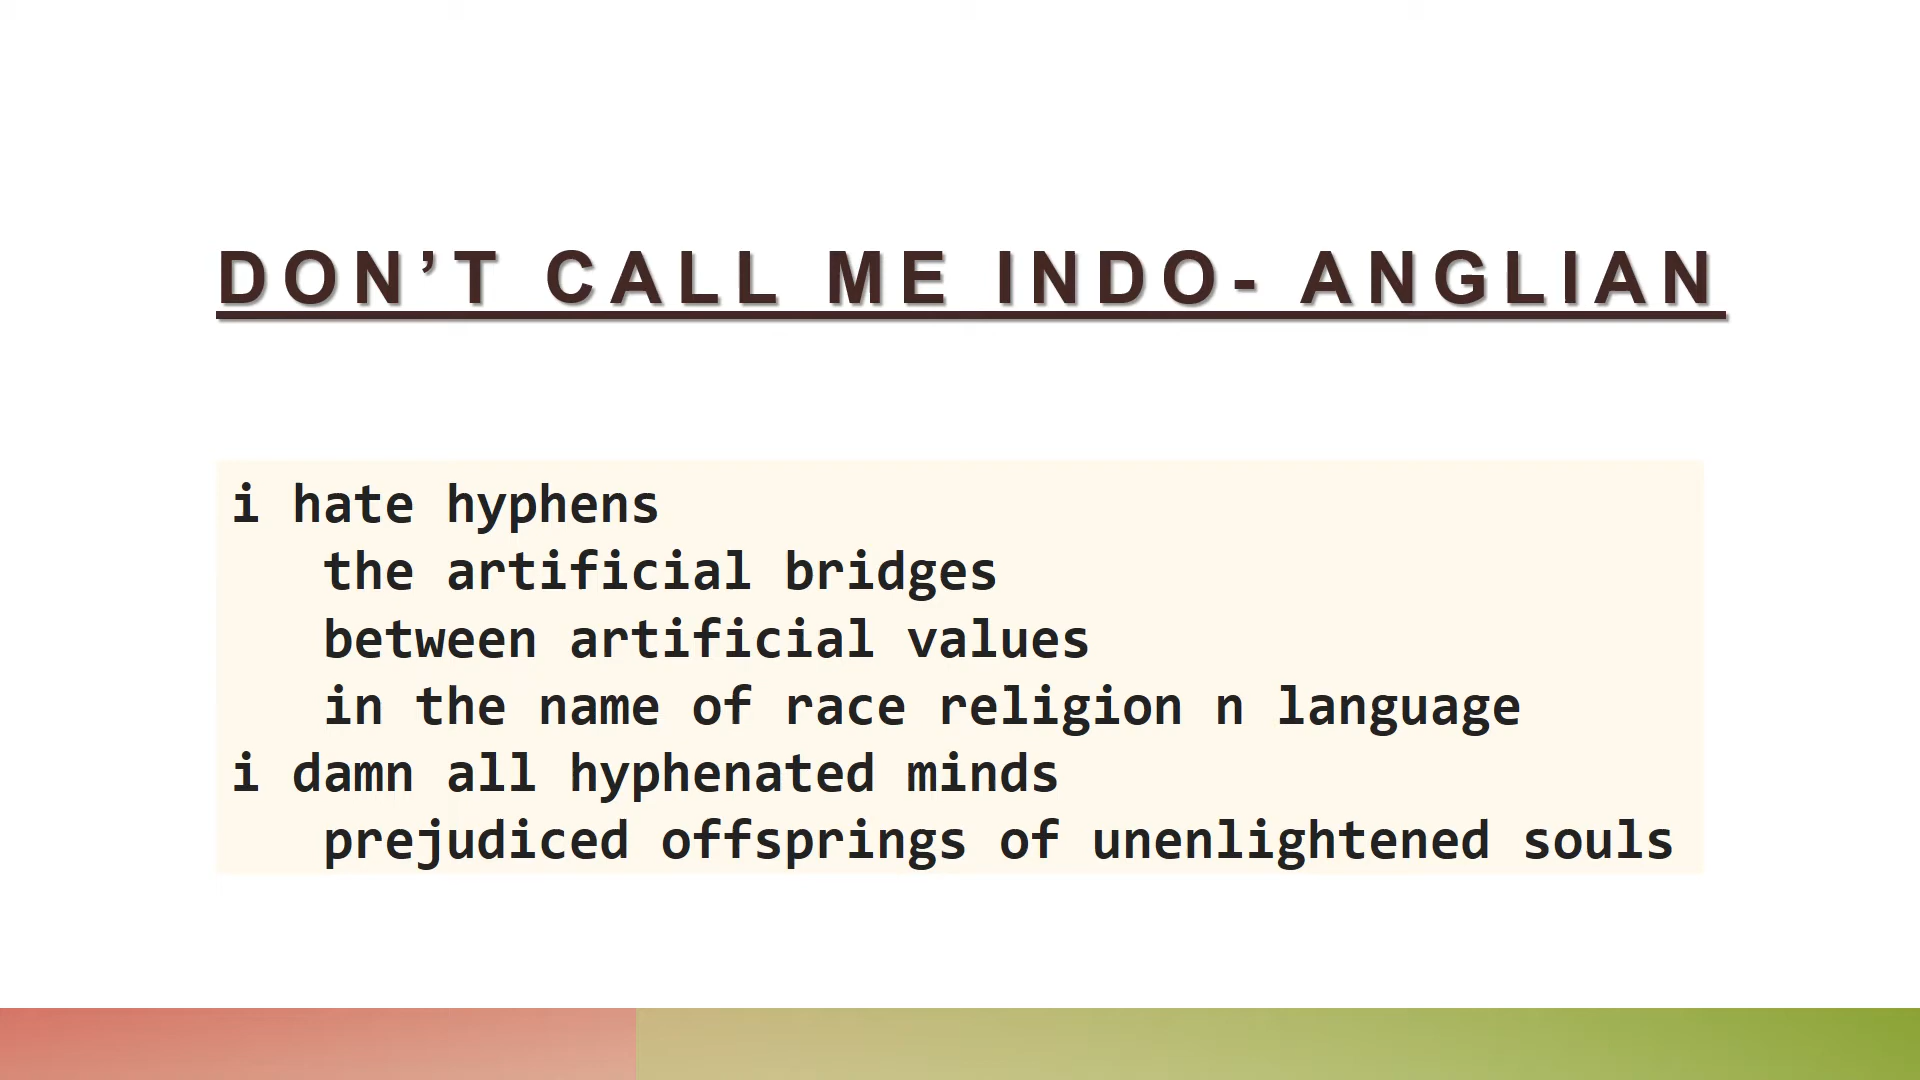 DON’T CALL ME INDO- ANGLIAN
i hate hyphens
the artificial bridges
between artificial values
in the name of race religion n language
i damn all hyphenated minds
prejudiced offsprings of unenlightened souls